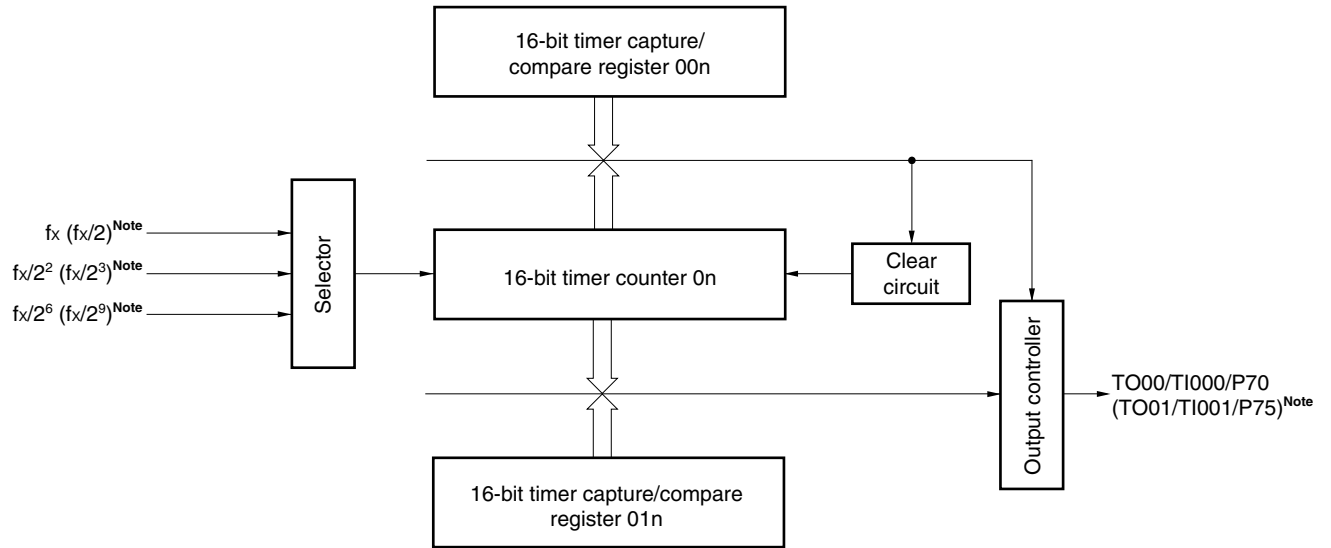 16-bit timer capture/
compare register 00n
fx (fx/2)Note
fx/2² (fx/2³)Note
fx/2⁶ (fx/2⁹)Note
Selector
16-bit timer counter 0n
Clear
circuit
Output controller
TO00/TI000/P70
(TO01/TI001/P75)Note
16-bit timer capture/compare
register 01n